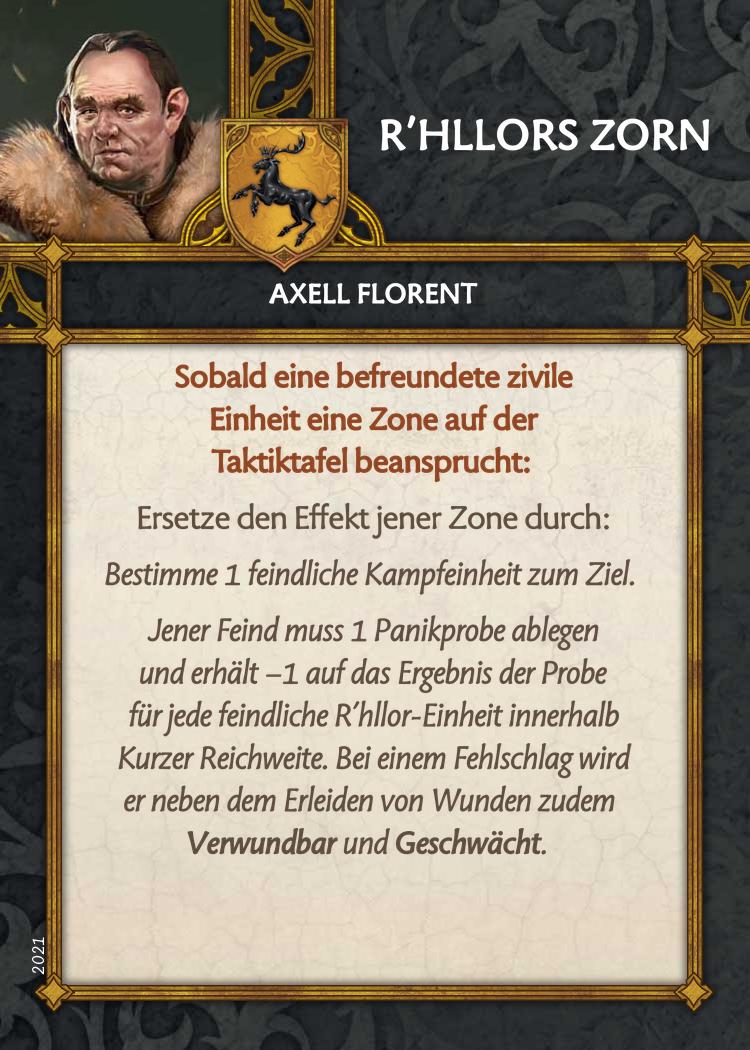 R’HLLORS ZORN
AXELL FLORENT
Sobald eine befreundete zivile
Einheit eine Zone auf der
Taktiktafel beansprucht:
Ersetze den Effekt jener Zone durch:
Bestimme 1 feindliche Kampfeinheit zum Ziel.
Jener Feind muss 1 Panikprobe ablegen
und erhält –1 auf das Ergebnis der Probe
für jede feindliche R’hllor-Einheit innerhalb
Kurzer Reichweite. Bei einem Fehlschlag wird
er neben dem Erleiden von Wunden zudem
Verwundbar und Geschwächt.
2021